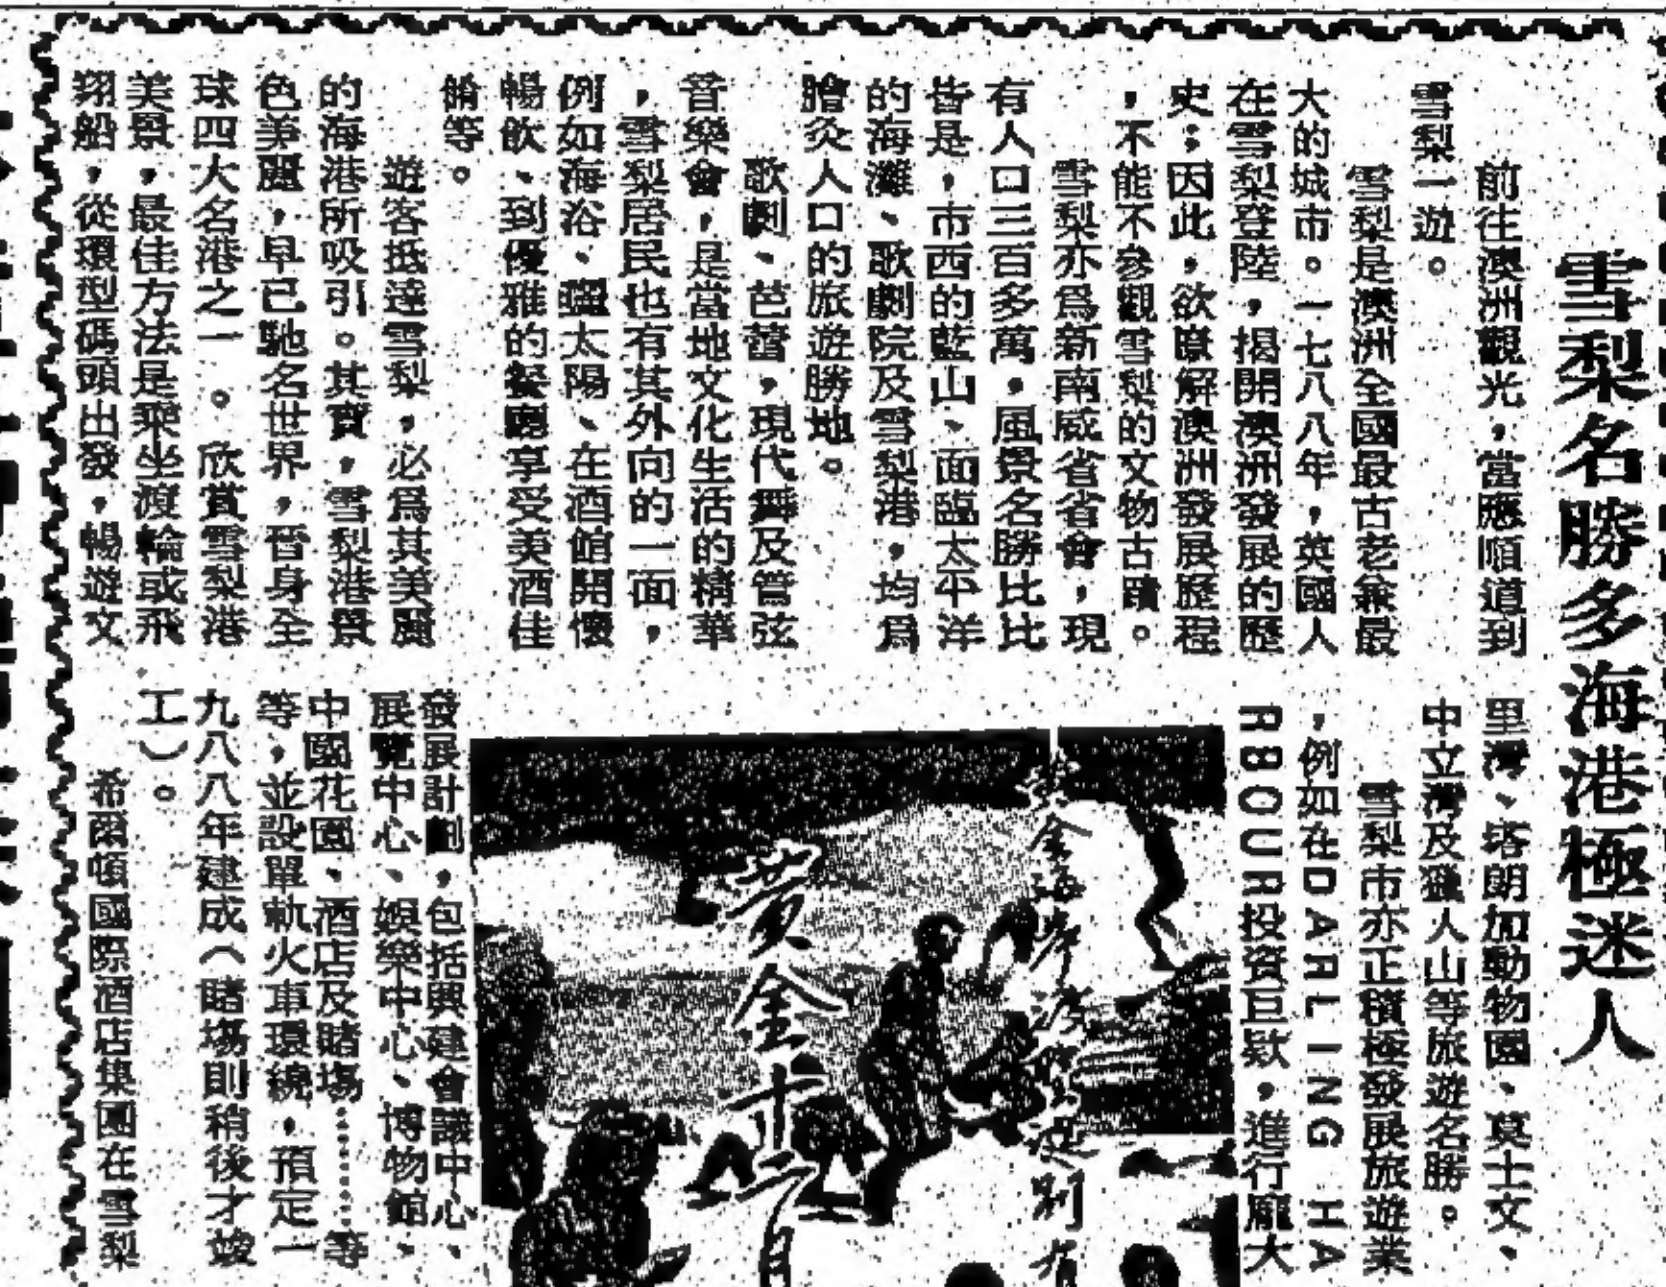 雪梨名勝多海港極迷人
前往澳洲觀光，當應順道到
雪梨一遊。
雪梨是澳洲全國最古老兼最
大的城市。一七八八年，英國人
在雪梨登陸，揭開澳洲發展的歷
史；因此，欲瞭解澳洲發展歷程
，不能不參觀雪梨的文物古蹟。
雪梨亦爲新南威省省會，現
有人口三百多萬，風景名勝比比
皆是，市西的藍山、面臨太平洋
的海灘、歌劇院及雪梨港，均爲
膾炙人口的旅遊勝地。
歌劇、芭蕾，現代舞及管弦
音樂會，是當地文化生活的精華
，雪梨居民也有其外向的一面，
例如海浴、曬太陽、在酒館開懷
暢飲、到優雅的餐廳享受美酒佳
餚等。
遊客抵達雪梨，必爲其美麗
的海港所吸引。其實，雪梨港景
色美麗，早已馳名世界，晉身全
球四大名港之一。欣賞雪梨港
美景，最佳方法是乘坐渡輪或飛
翔船，從環型碼頭出發，暢遊文
里灣、塔朗加動物園、莫士文、
中立灣及獵人山等旅遊名勝。
雪梨市亦正積極發展旅遊業
，例如在DARLING HA
RBOUR投資巨欵，進行龐大
發展計劃，包括興建會議中心、
展覽中心、娛樂中心、博物館、
中國花園、酒店及賭場……等
等，並設單軌火車環繞，預定一
九八八年建成（賭場則稍後才竣
工）。
希爾頓國際酒店集團在雪梨
黃金海岸
黃金十二月